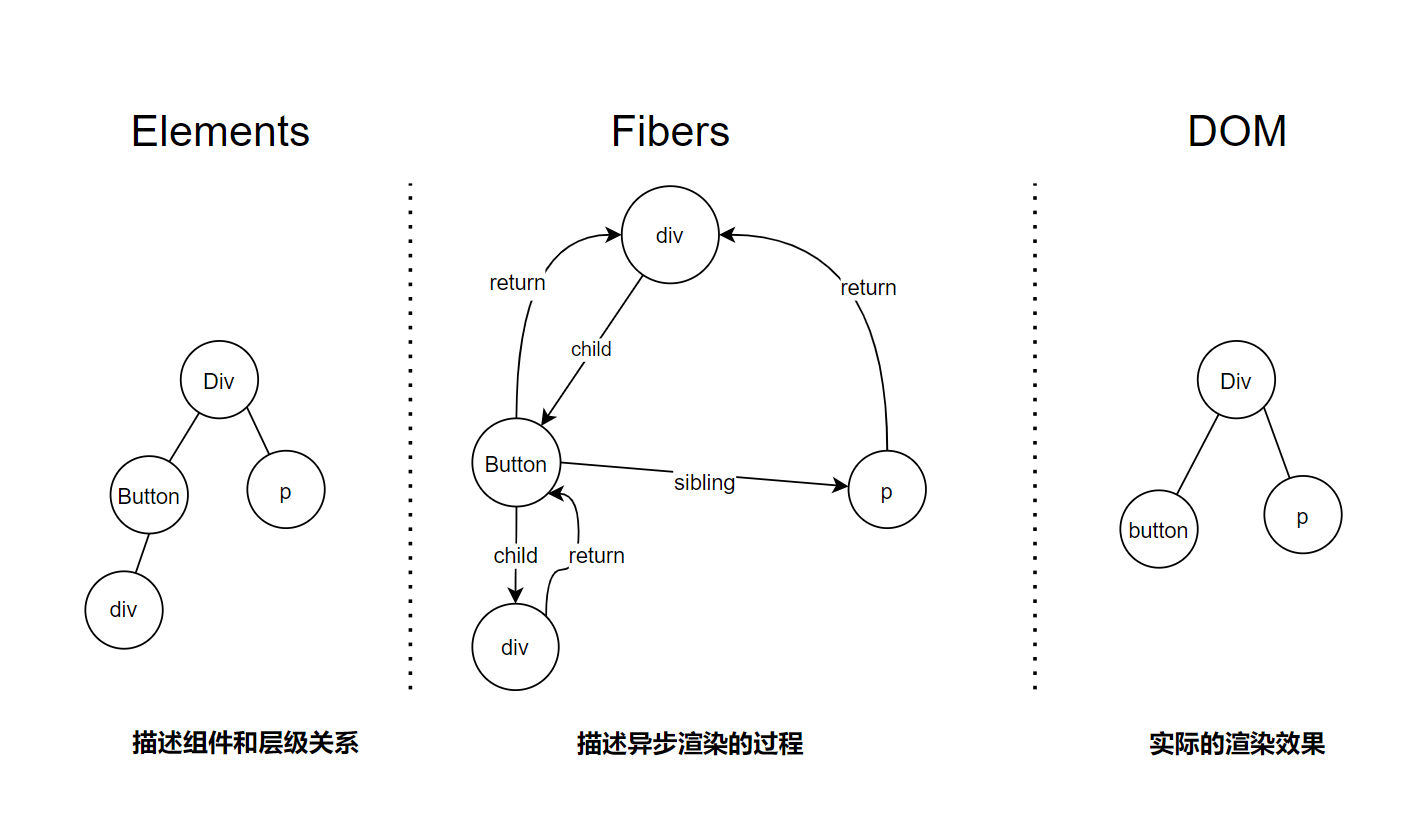 Elements
Fibers
DOM
div
return
return
child
Div
Div
Button
p
Button
p
sibling
button
p
child
return
div
div
描述组件和层级关系
描述异步渲染的过程
实际的渲染效果